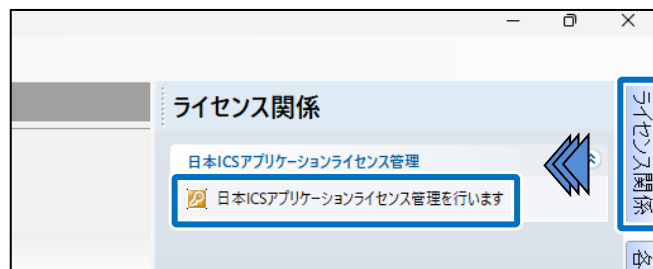 ライセンス関係
日本ICSアプリケーションライセンス管理
日本ICSアプリケーションライセンス管理を行います
ライセンス関係
各